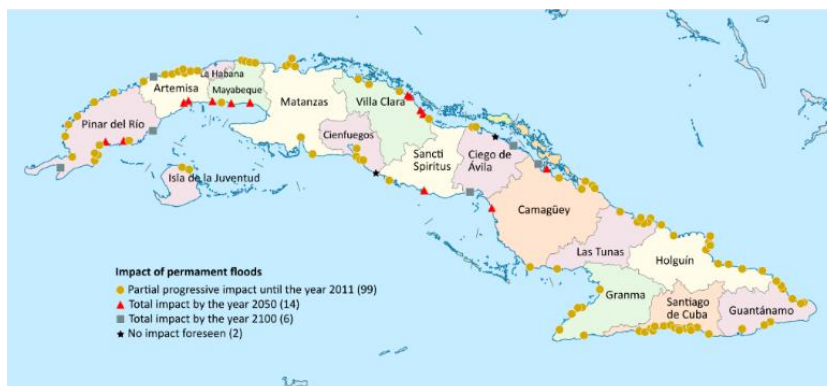 La Habana
Artemisa
Mayabeque
Matanzas
Villa Clara
Pinar del Río
Cienfuegos
Sancti
Spiritus
Ciego de
Ávila
Isla de la Juventud
Camagüey
Las Tunas
Holguín
Granma
Santiago
de Cuba
Guantánamo
Impact of permament floods
Partial progressive impact until the year 2011 (99)
Total impact by the year 2050 (14)
Total impact by the year 2100 (6)
No impact foreseen (2)